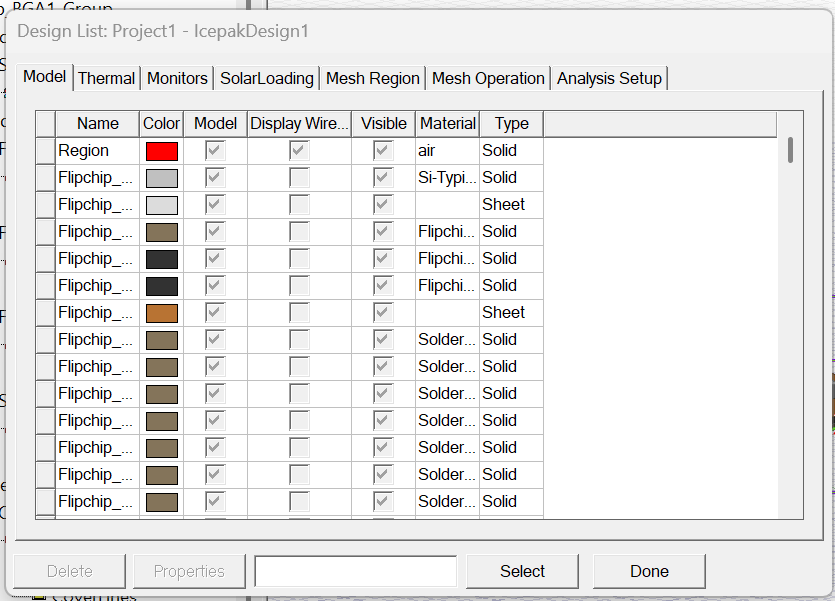 BGA1_Group
Design List: Project1 - IcepakDesign1
Model Thermal Monitors SolarLoading Mesh Region Mesh Operation Analysis Setup
Name Color Model Display Wire... Visible Material Type
Region air Solid
Flipchip_... Si-Typi... Solid
Flipchip_... Sheet
Flipchip_... Flipchi... Solid
Flipchip_... Flipchi... Solid
Flipchip_... Flipchi... Solid
Flipchip_... Sheet
Flipchip_... Solder... Solid
Flipchip_... Solder... Solid
Flipchip_... Solder... Solid
Flipchip_... Solder... Solid
Flipchip_... Solder... Solid
Flipchip_... Solder... Solid
Flipchip_... Solder... Solid
Delete Properties Select Done
CoverLines